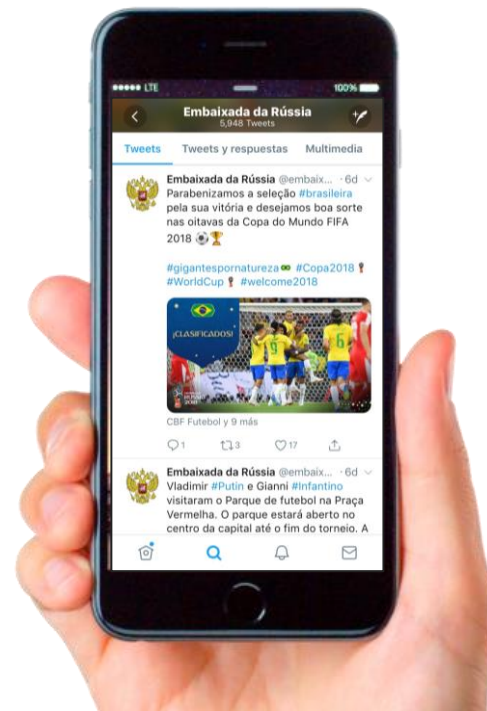 LTE
100%
Embaixada da Rússia
5,948 Tweets
Tweets Tweets y respuestas Multimedia
Embaixada da Rússia @embaix... ·6d
Parabenizamos a seleção #brasileira
pela sua vitória e desejamos boa sorte
nas oitavas da Copa do Mundo FIFA
2018 ⚽🏆
#gigantespornatureza #Copa2018
#WorldCup #welcome2018
¡CLASIFICADOS!
9
6
CBF Futebol y 9 más
1 3 17
Embaixada da Rússia @embaix... ·6d
Vladimir #Putin e Gianni #Infantino
visitaram o Parque de futebol na Praça
Vermelha. O parque estará aberto no
centro da capital até o fim do torneio. A